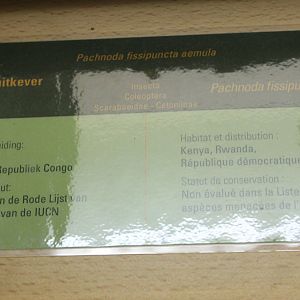 Pachnoda fissipuncta aemula
itkever
Insecta
Coleoptera
Scarabaeidae - Cetoniinae
Pachnoda fissipu
iding:
Republiek Congo
ut:
n de Rode Lijst van
van de IUCN
Habitat et distribution :
Kenya, Rwanda,
République démocratique
Statut de conservation :
Non évalué dans la Liste
espèces menacées de l'